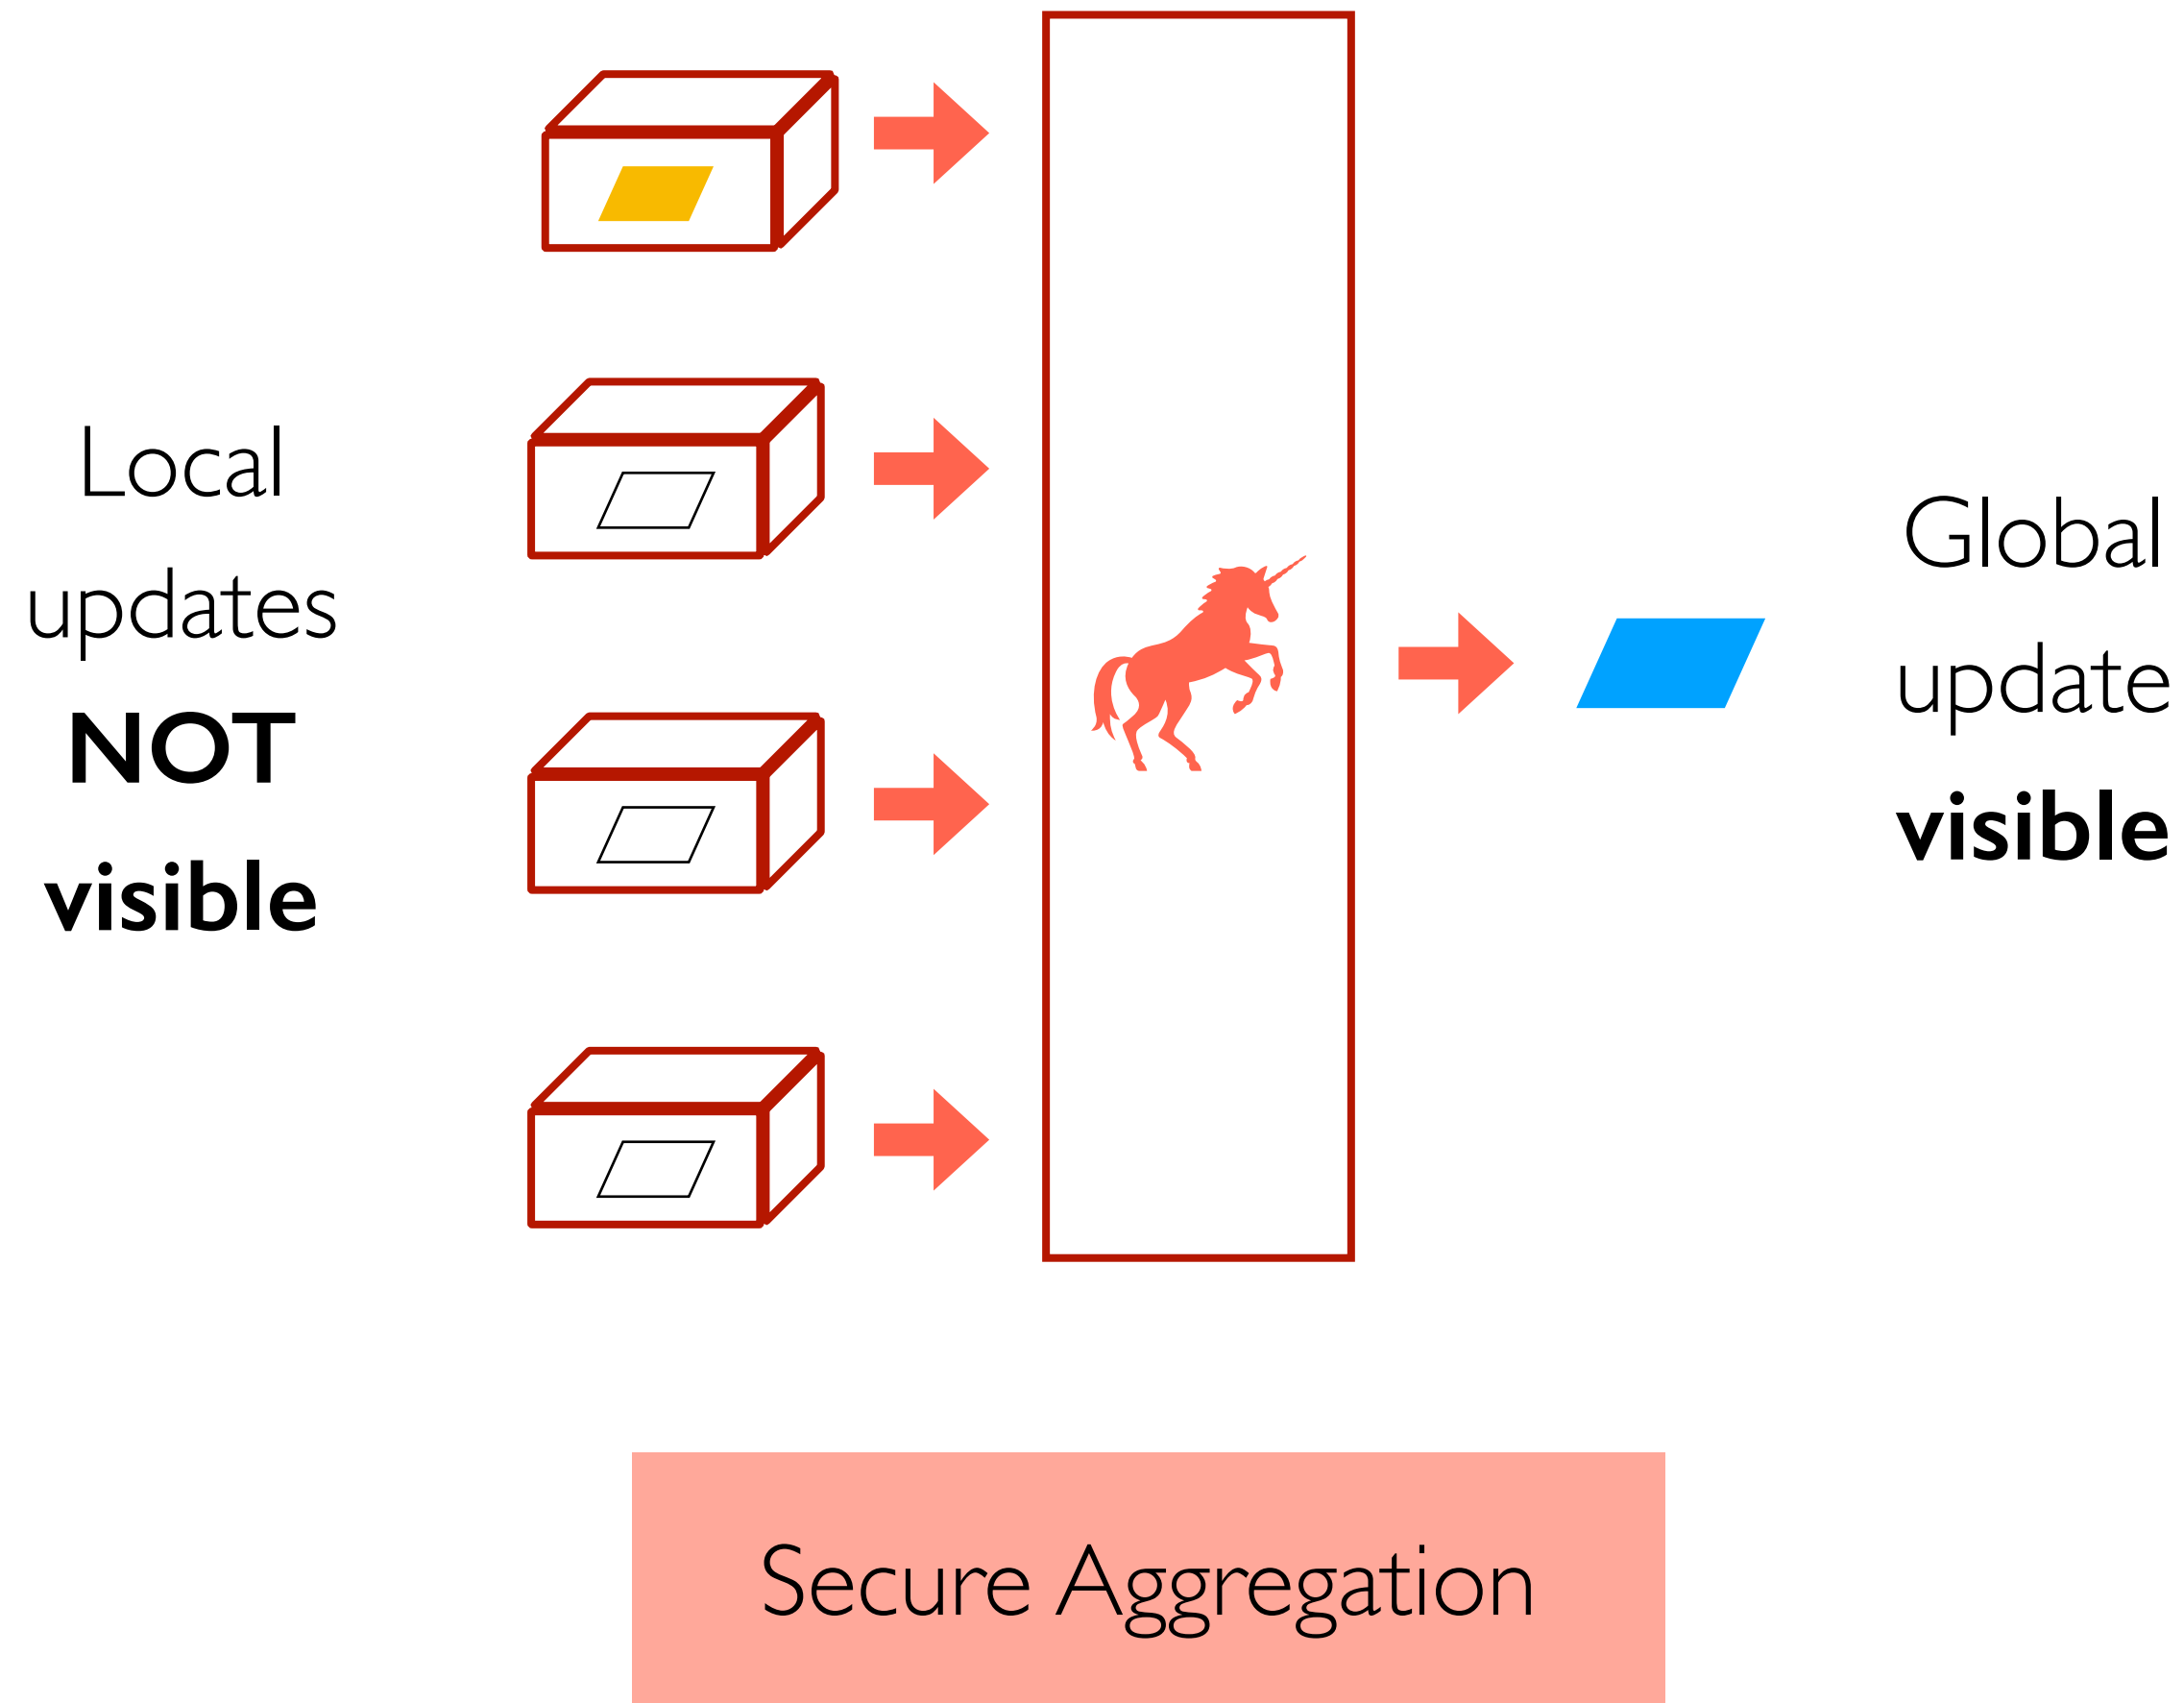 Local
updates
NOT
visible
Global
update
visible
Secure Aggregation